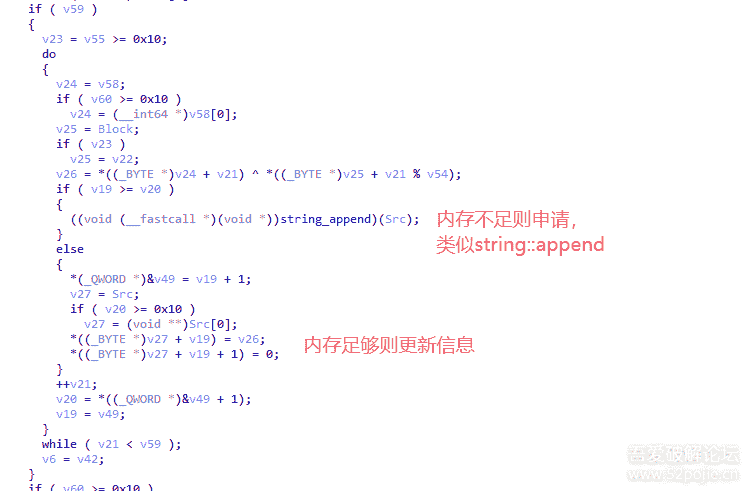 if ( v59 )
{
v23 = v55 >= 0x10;
do
{
v24 = v58;
if ( v60 >= 0x10 )
v24 = (__int64 *)v58[0];
v25 = Block;
if ( v23 )
v25 = v22;
v26 = *((_BYTE *)v24 + v21) ^ *((_BYTE *)v25 + v21 % v54);
if ( v19 >= v20 )
{
((void (__fastcall *)(void *))string_append)(Src); 内存不足则申请，
类似string::append
}
else
{
*(_QWORD *)&v49 = v19 + 1;
v27 = Src;
if ( v20 >= 0x10 )
v27 = (void **)Src[0];
*((_BYTE *)v27 + v19) = v26; 内存足够则更新信息
*((_BYTE *)v27 + v19 + 1) = 0;
}
++v21;
v20 = *((_QWORD *)&v49 + 1);
v19 = v49;
}
while ( v21 < v59 );
v6 = v42;
}
if ( v60 >= 0x10 )
吾爱破解论坛
www.52pojie.cn